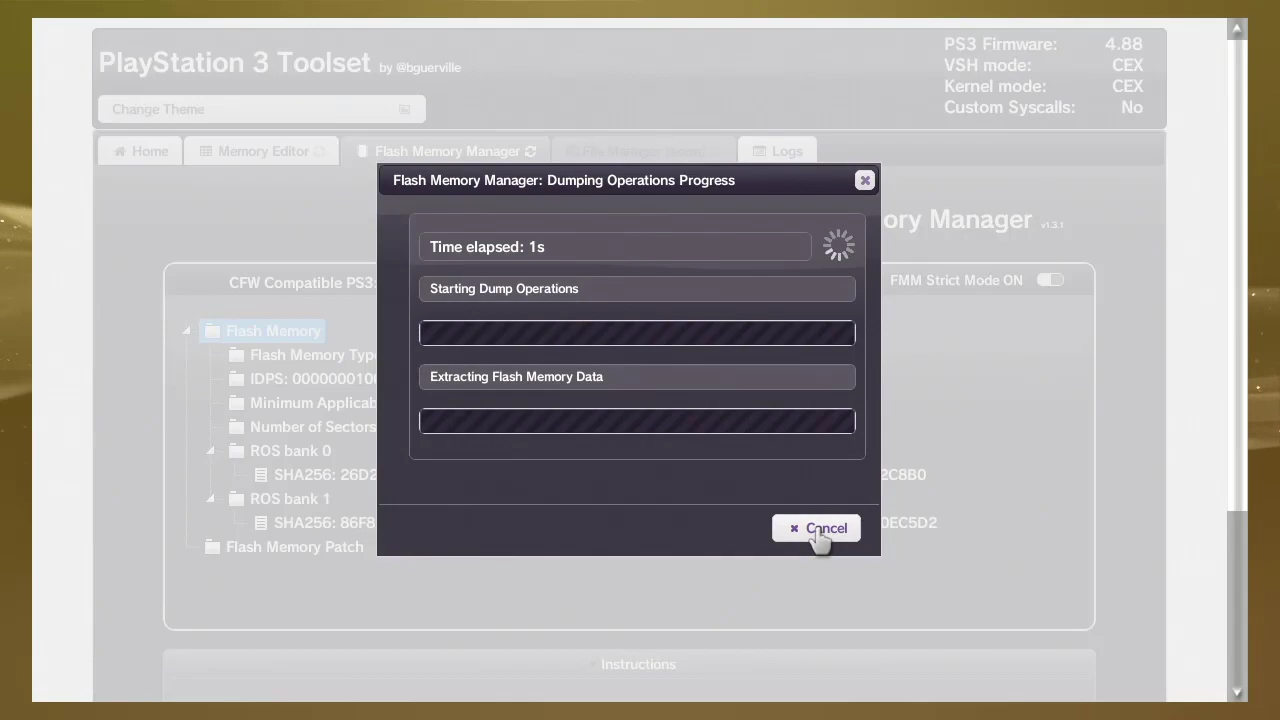 PlayStation 3 Toolset by @bguerville
PS3 Firmware: 4.88
VSH mode: CEX
Kernel mode: CEX
Custom Syscalls: No
Change Theme
Home
Memory Editor
Flash Memory Manager
Logs
Flash Memory Manager: Dumping Operations Progress
ory Manager v1.3.1
Time elapsed: 1s
CFW Compatible PS3:
FMM Strict Mode ON
Starting Dump Operations
Flash Memory
Flash Memory Typ
IDPS: 000000010
Extracting Flash Memory Data
Minimum Applicab
Number of Sectors
ROS bank 0
SHA256: 26D2
2C8B0
ROS bank 1
SHA256: 86F8
0EC5D2
Cancel
Flash Memory Patch
Instructions